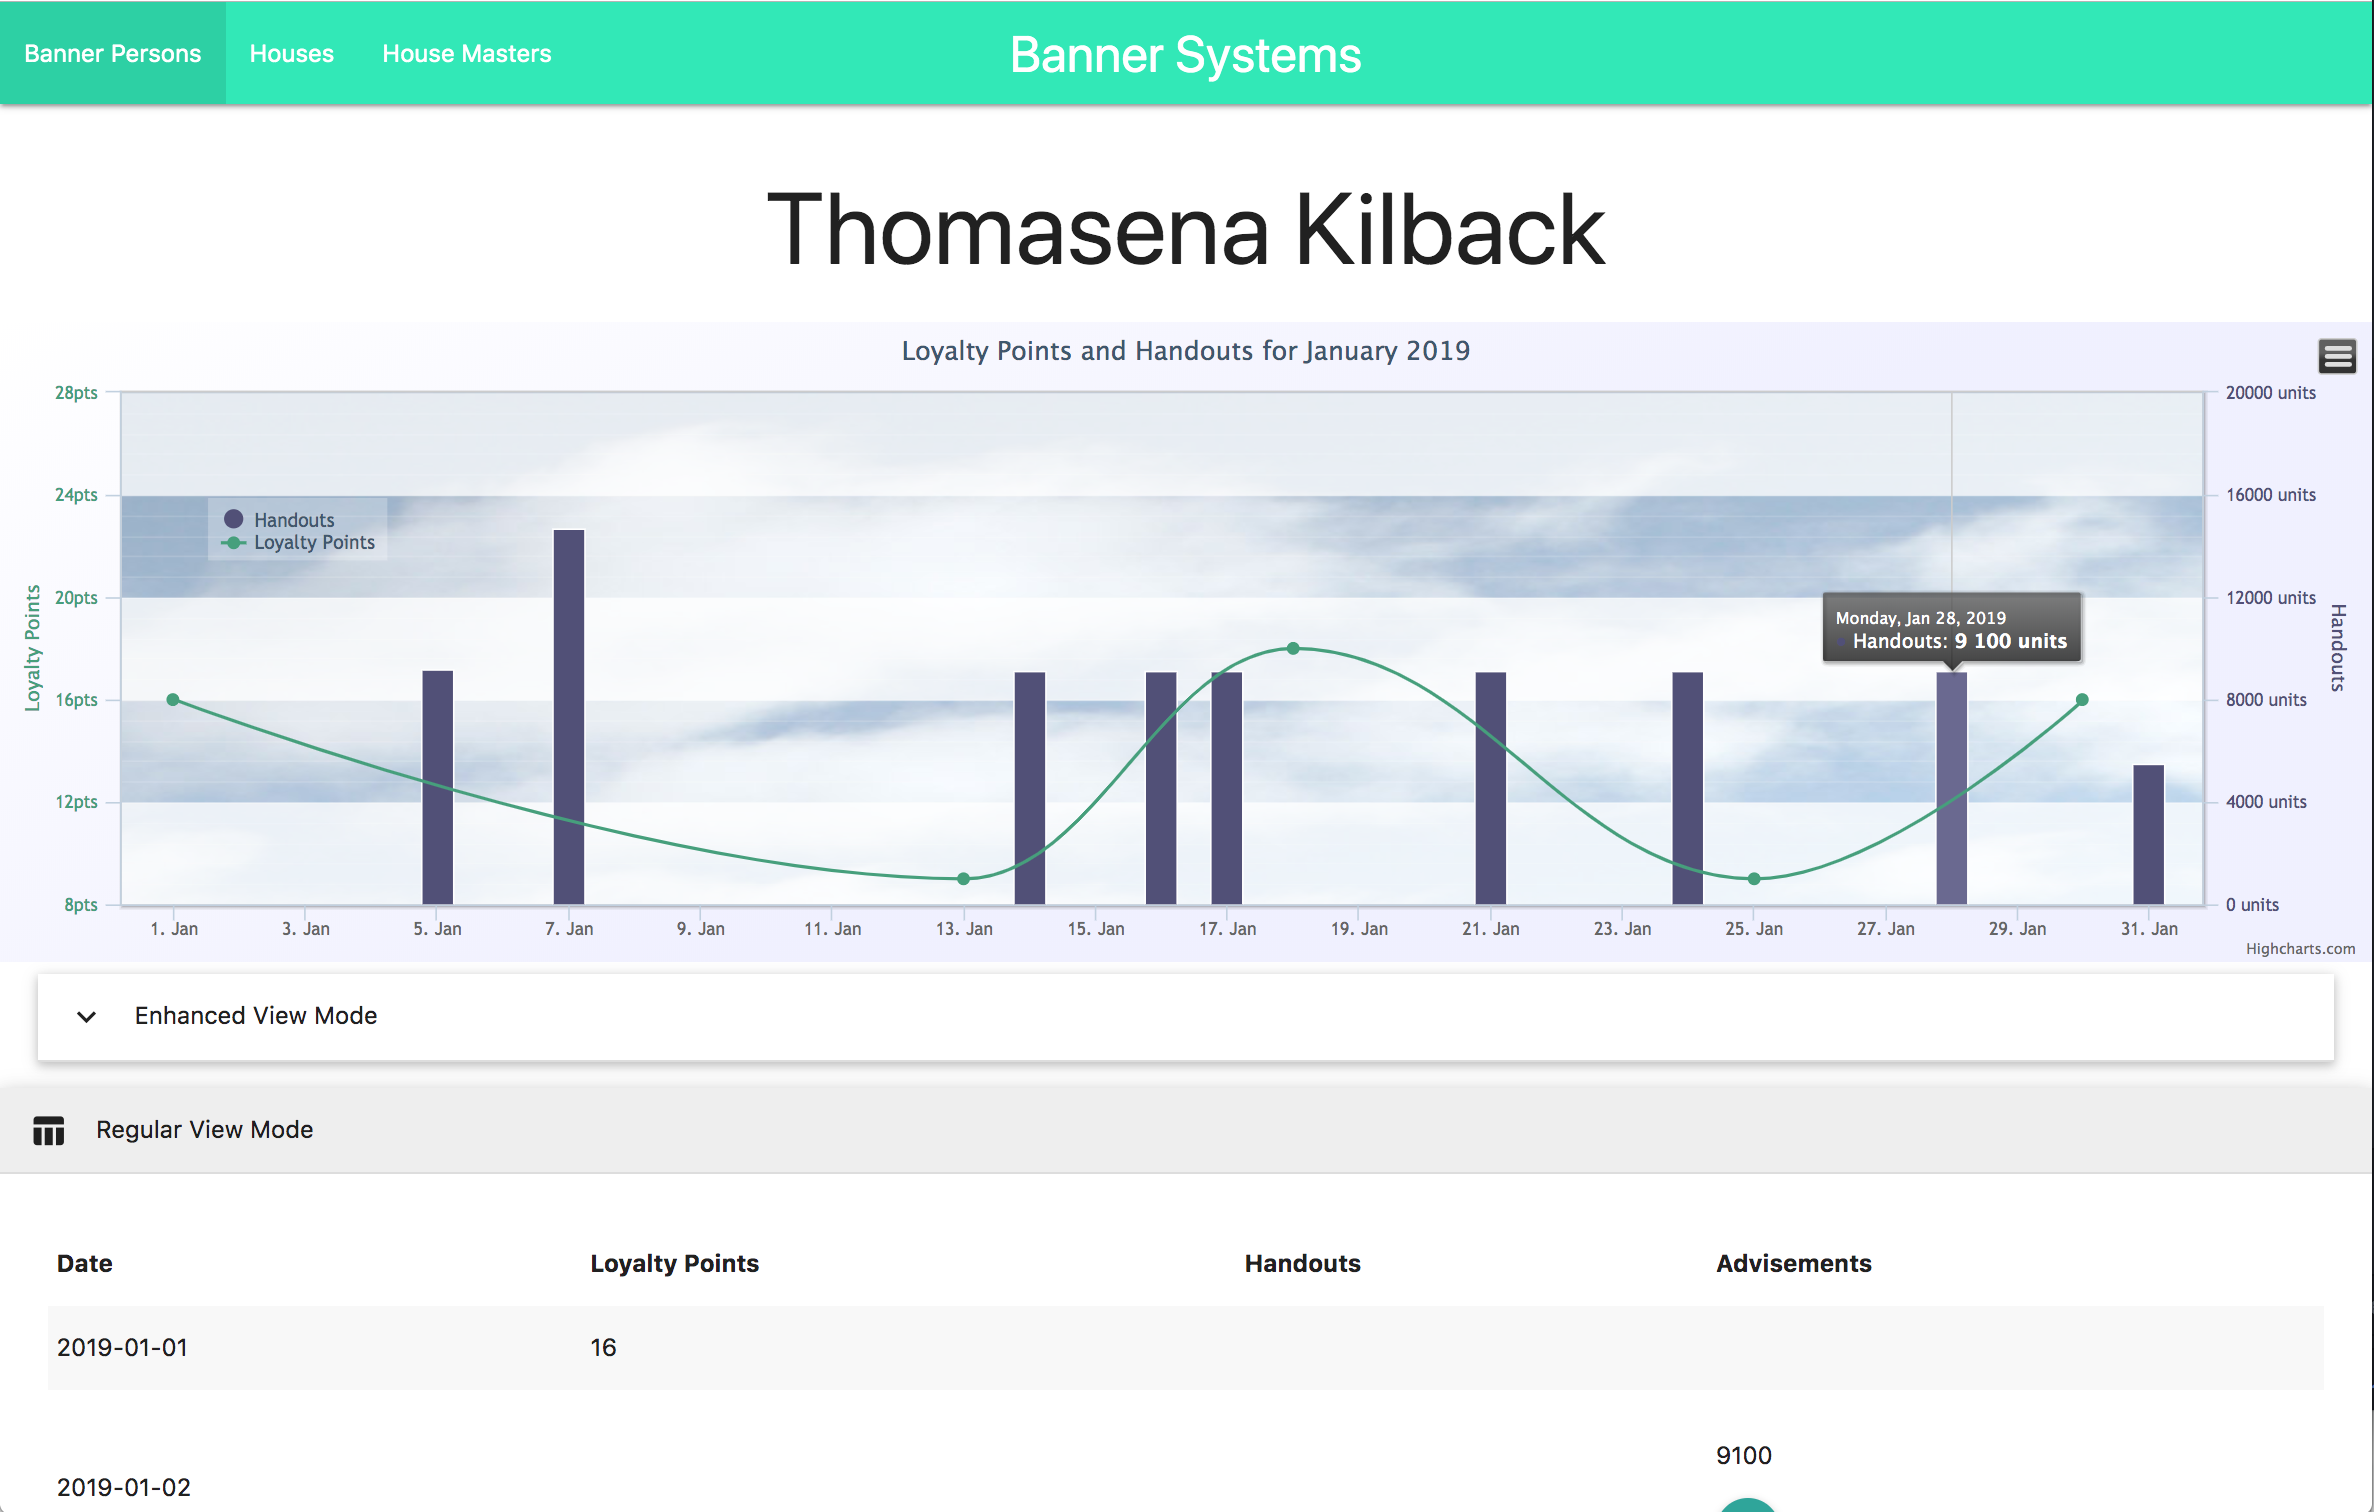 Banner Persons Houses House Masters Banner Systems
Thomasena Kilback
Loyalty Points and Handouts for January 2019
28pts
24pts
20pts
16pts
12pts
8pts
Loyalty Points
Handouts
Loyalty Points
Monday, Jan 28, 2019
Handouts: 9 100 units
20000 units
16000 units
12000 units
8000 units
4000 units
0 units
Handouts
1. Jan 3. Jan 5. Jan 7. Jan 9. Jan 11. Jan 13. Jan 15. Jan 17. Jan 19. Jan 21. Jan 23. Jan 25. Jan 27. Jan 29. Jan 31. Jan
Highcharts.com
Enhanced View Mode
Regular View Mode
Date Loyalty Points Handouts Advisements
2019-01-01 16
9100
2019-01-02